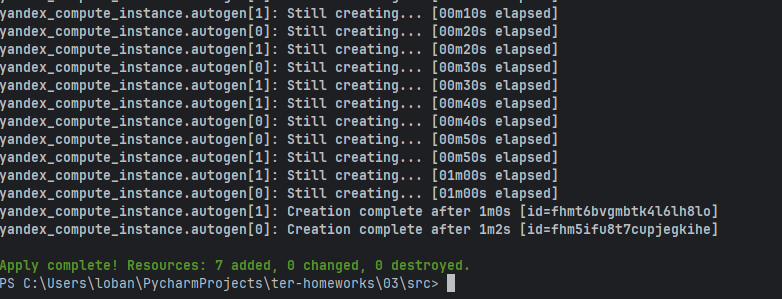 yandex_compute_instance.autogen[1]: Still creating... [00m10s elapsed]
yandex_compute_instance.autogen[0]: Still creating... [00m20s elapsed]
yandex_compute_instance.autogen[1]: Still creating... [00m20s elapsed]
yandex_compute_instance.autogen[0]: Still creating... [00m30s elapsed]
yandex_compute_instance.autogen[1]: Still creating... [00m30s elapsed]
yandex_compute_instance.autogen[1]: Still creating... [00m40s elapsed]
yandex_compute_instance.autogen[0]: Still creating... [00m40s elapsed]
yandex_compute_instance.autogen[0]: Still creating... [00m50s elapsed]
yandex_compute_instance.autogen[1]: Still creating... [00m50s elapsed]
yandex_compute_instance.autogen[1]: Still creating... [01m00s elapsed]
yandex_compute_instance.autogen[0]: Still creating... [01m00s elapsed]
yandex_compute_instance.autogen[1]: Creation complete after 1m0s [id=fhmt6bvgmbtk4l6lh8lo]
yandex_compute_instance.autogen[0]: Creation complete after 1m2s [id=fhm5ifu8t7cupjegkihe]
Apply complete! Resources: 7 added, 0 changed, 0 destroyed.
PS C:\Users\loban\PycharmProjects\ter-homeworks\03\src>